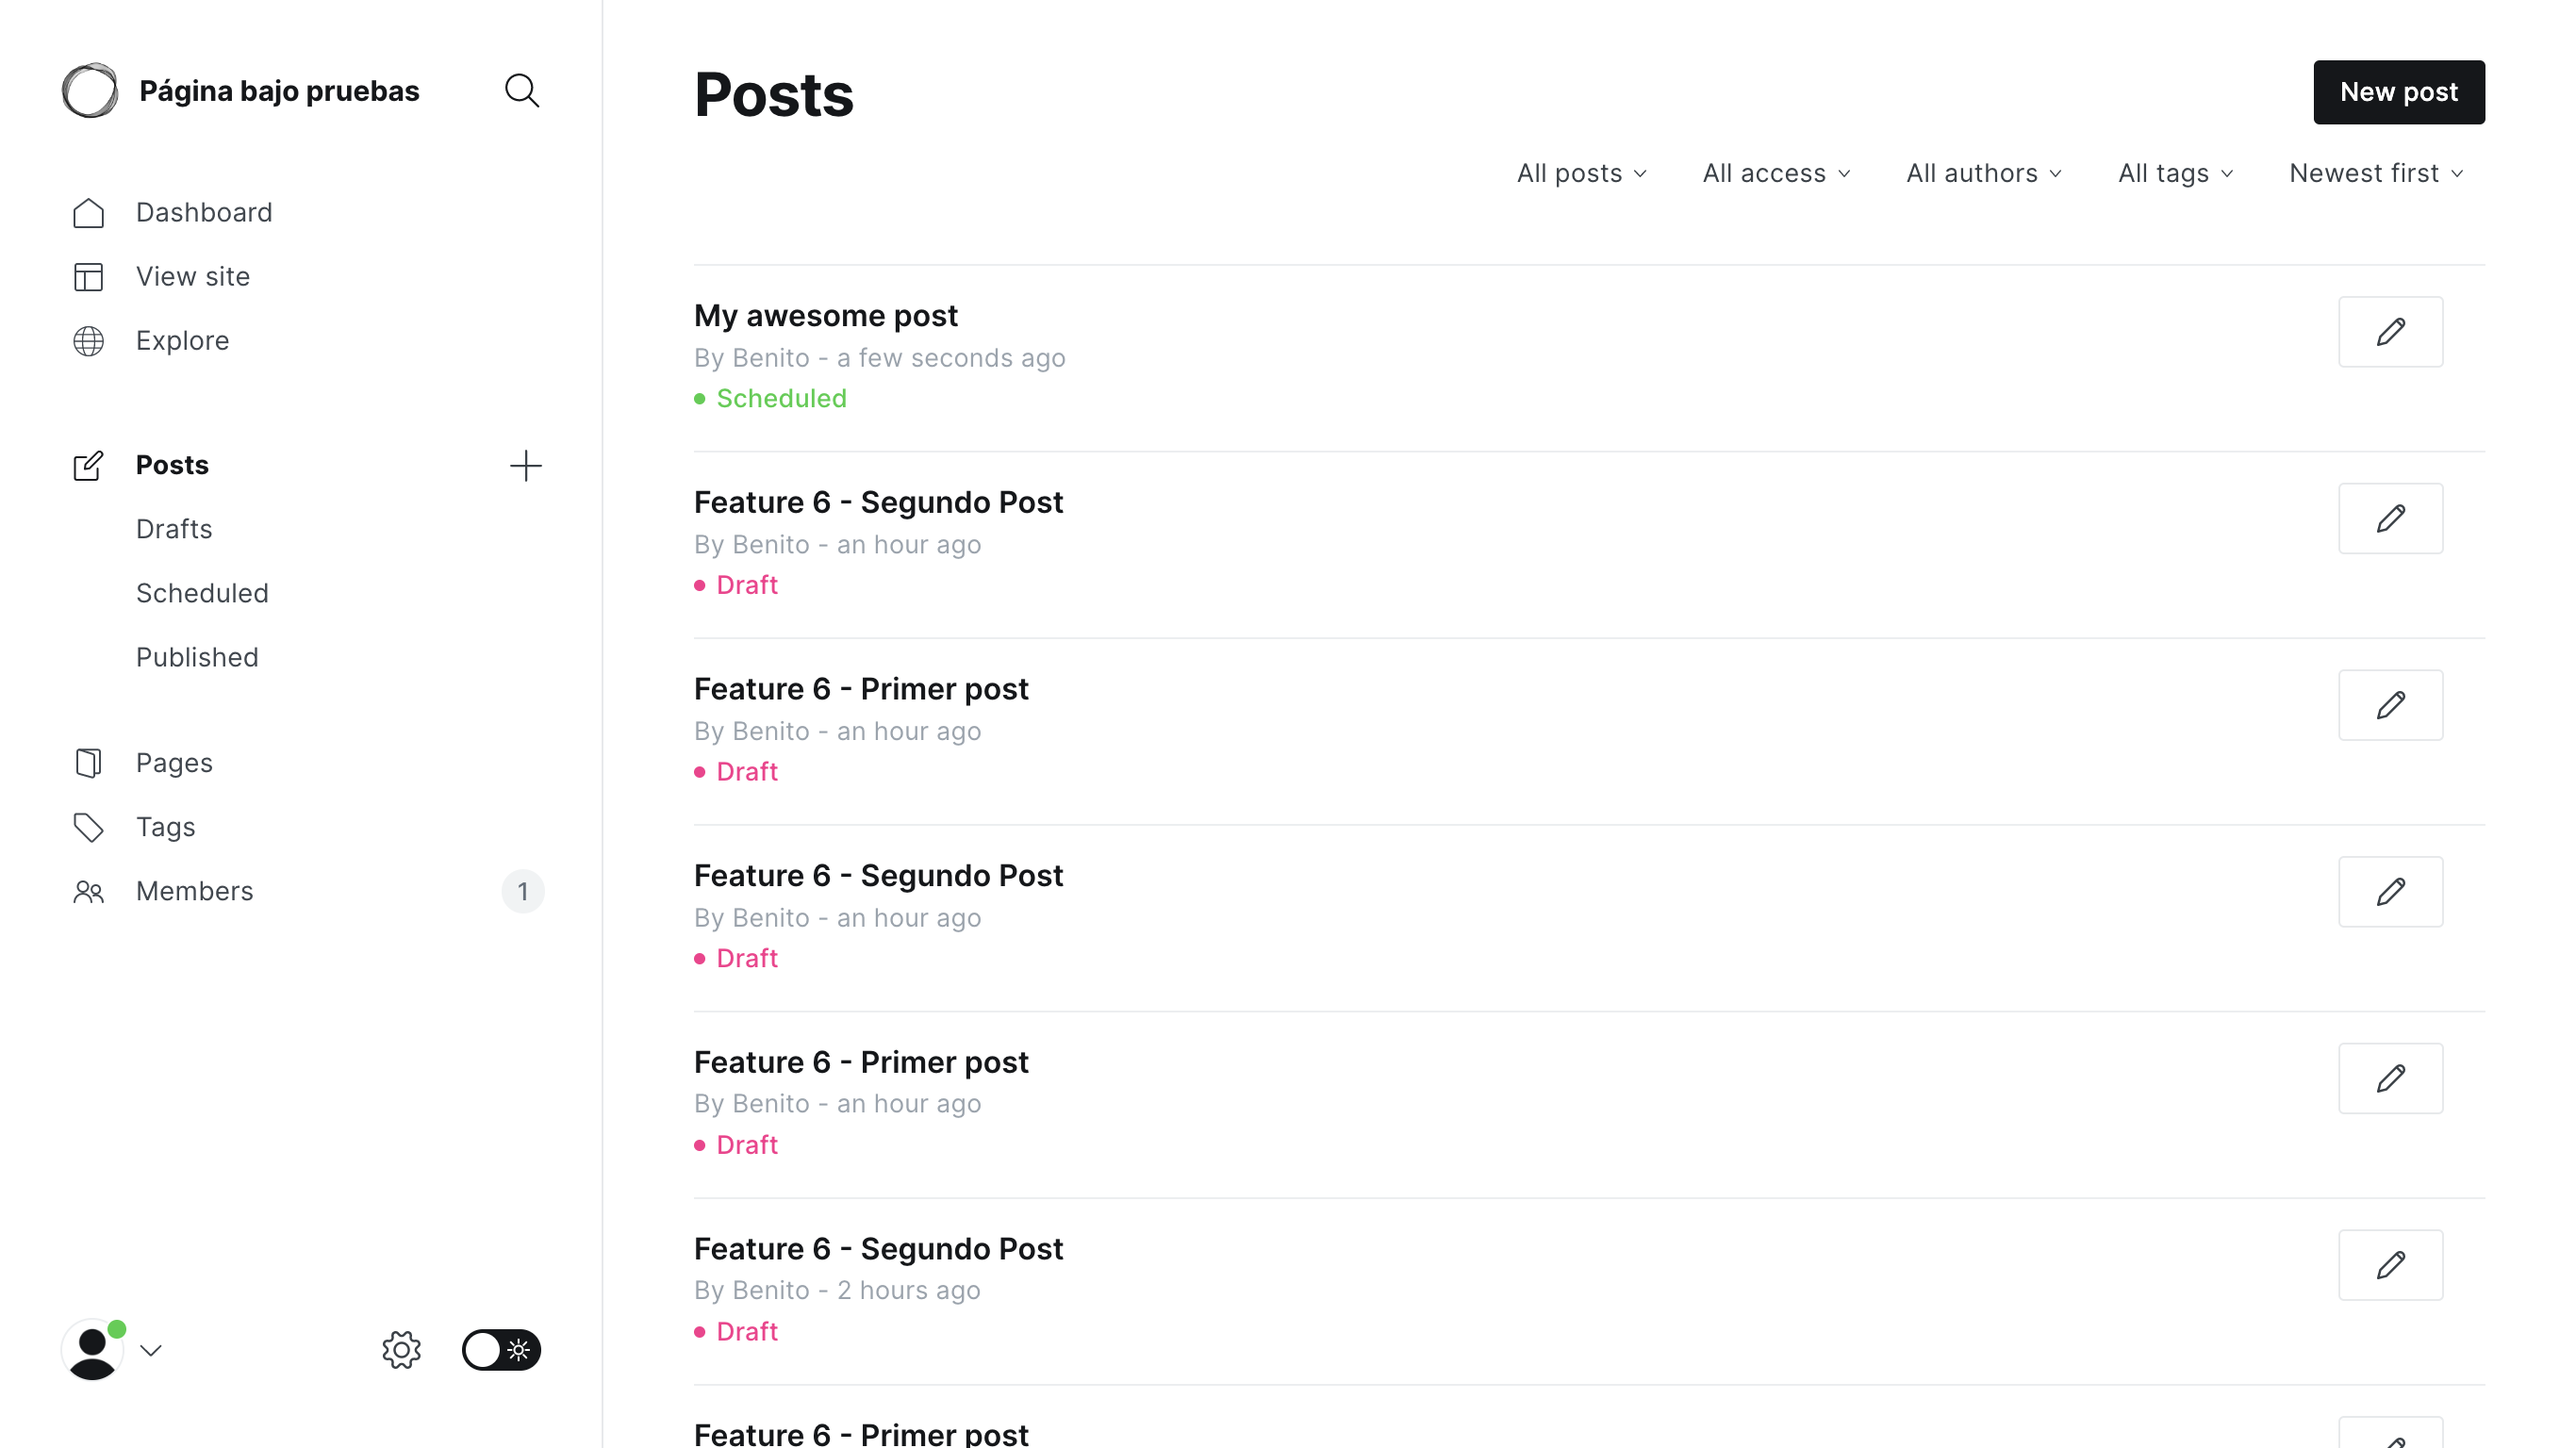 Página bajo pruebas
Dashboard
View site
Explore
Posts
Drafts
Scheduled
Published
Pages
Tags
Members 1
Posts
New post
All posts All access All authors All tags Newest first
My awesome post
By Benito - a few seconds ago
Scheduled
Feature 6 - Segundo Post
By Benito - an hour ago
Draft
Feature 6 - Primer post
By Benito - an hour ago
Draft
Feature 6 - Segundo Post
By Benito - an hour ago
Draft
Feature 6 - Primer post
By Benito - an hour ago
Draft
Feature 6 - Segundo Post
By Benito - 2 hours ago
Draft
Feature 6 - Primer post